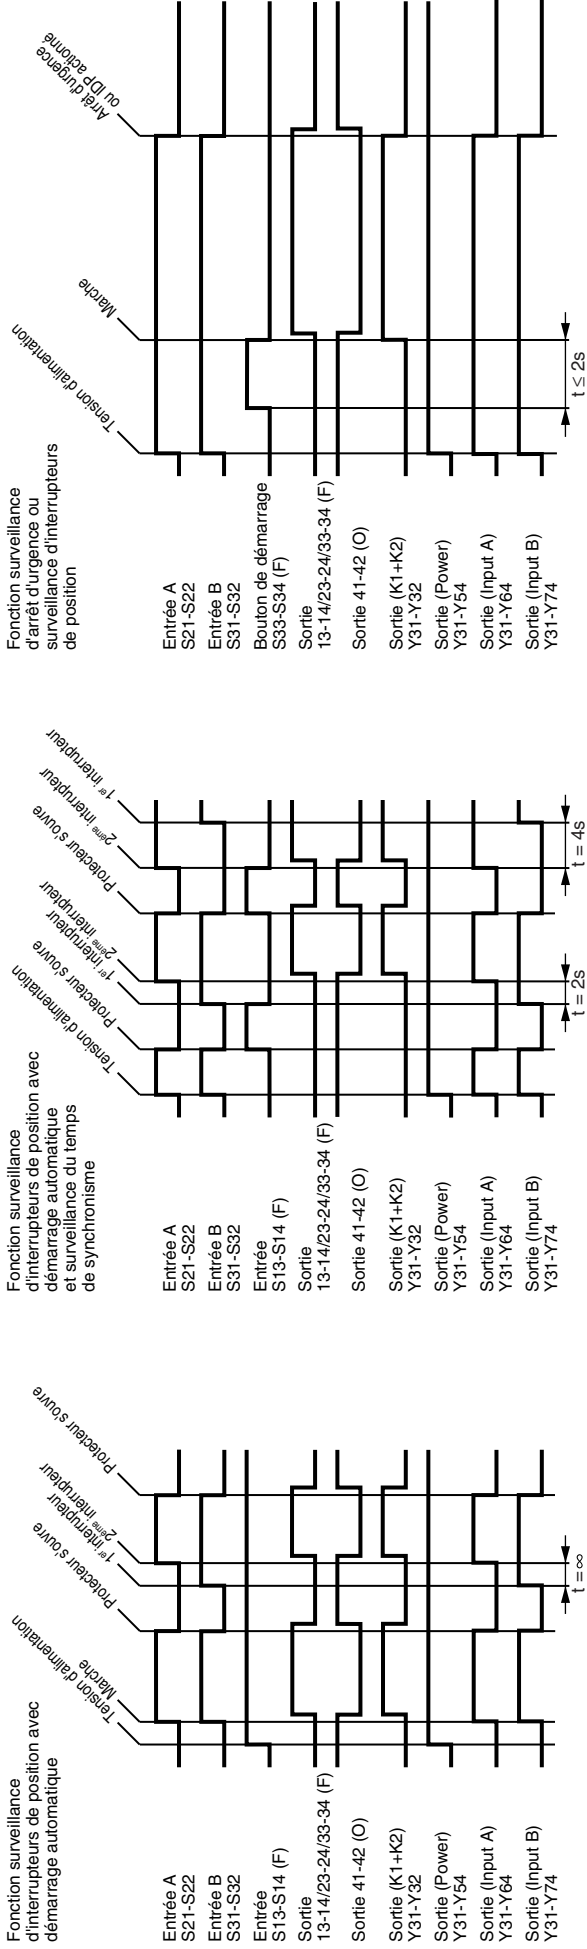 Fonction surveillance
d'interrupteurs de position avec
démarrage automatique
Tension d'alimentation
Marche
Protecteur s'ouvre
1er interrupteur
2ème interrupteur
Protecteur s'ouvre
Entrée A
S21-S22
Entrée B
S31-S32
Entrée
S13-S14 (F)
Sortie
13-14/23-24/33-34 (F)
Sortie 41-42 (O)
Sortie (K1+K2)
Y31-Y32
Sortie (Power)
Y31-Y54
Sortie (Input A)
Y31-Y64
Sortie (Input B)
Y31-Y74
t = ∞
Fonction surveillance
d'interrupteurs de position avec
démarrage automatique
et surveillance du temps
de synchronisme
Tension d'alimentation
Protecteur s'ouvre
1er interrupteur
2ème interrupteur
Protecteur s'ouvre
2ème interrupteur
1er interrupteur
Entrée A
S21-S22
Entrée B
S31-S32
Entrée
S13-S14 (F)
Sortie
13-14/23-24/33-34 (F)
Sortie 41-42 (O)
Sortie (K1+K2)
Y31-Y32
Sortie (Power)
Y31-Y54
Sortie (Input A)
Y31-Y64
Sortie (Input B)
Y31-Y74
t = 2s
t = 4s
Fonction surveillance
d'arrêt d'urgence ou
surveillance d'interrupteurs
de position
Tension d'alimentation
Marche
Arrêt d'urgence
ou IDP actionné
Entrée A
S21-S22
Entrée B
S31-S32
Bouton de démarrage
S33-S34 (F)
Sortie
13-14/23-24/33-34 (F)
Sortie 41-42 (O)
Sortie (K1+K2)
Y31-Y32
Sortie (Power)
Y31-Y54
Sortie (Input A)
Y31-Y64
Sortie (Input B)
Y31-Y74
t ≤ 2s